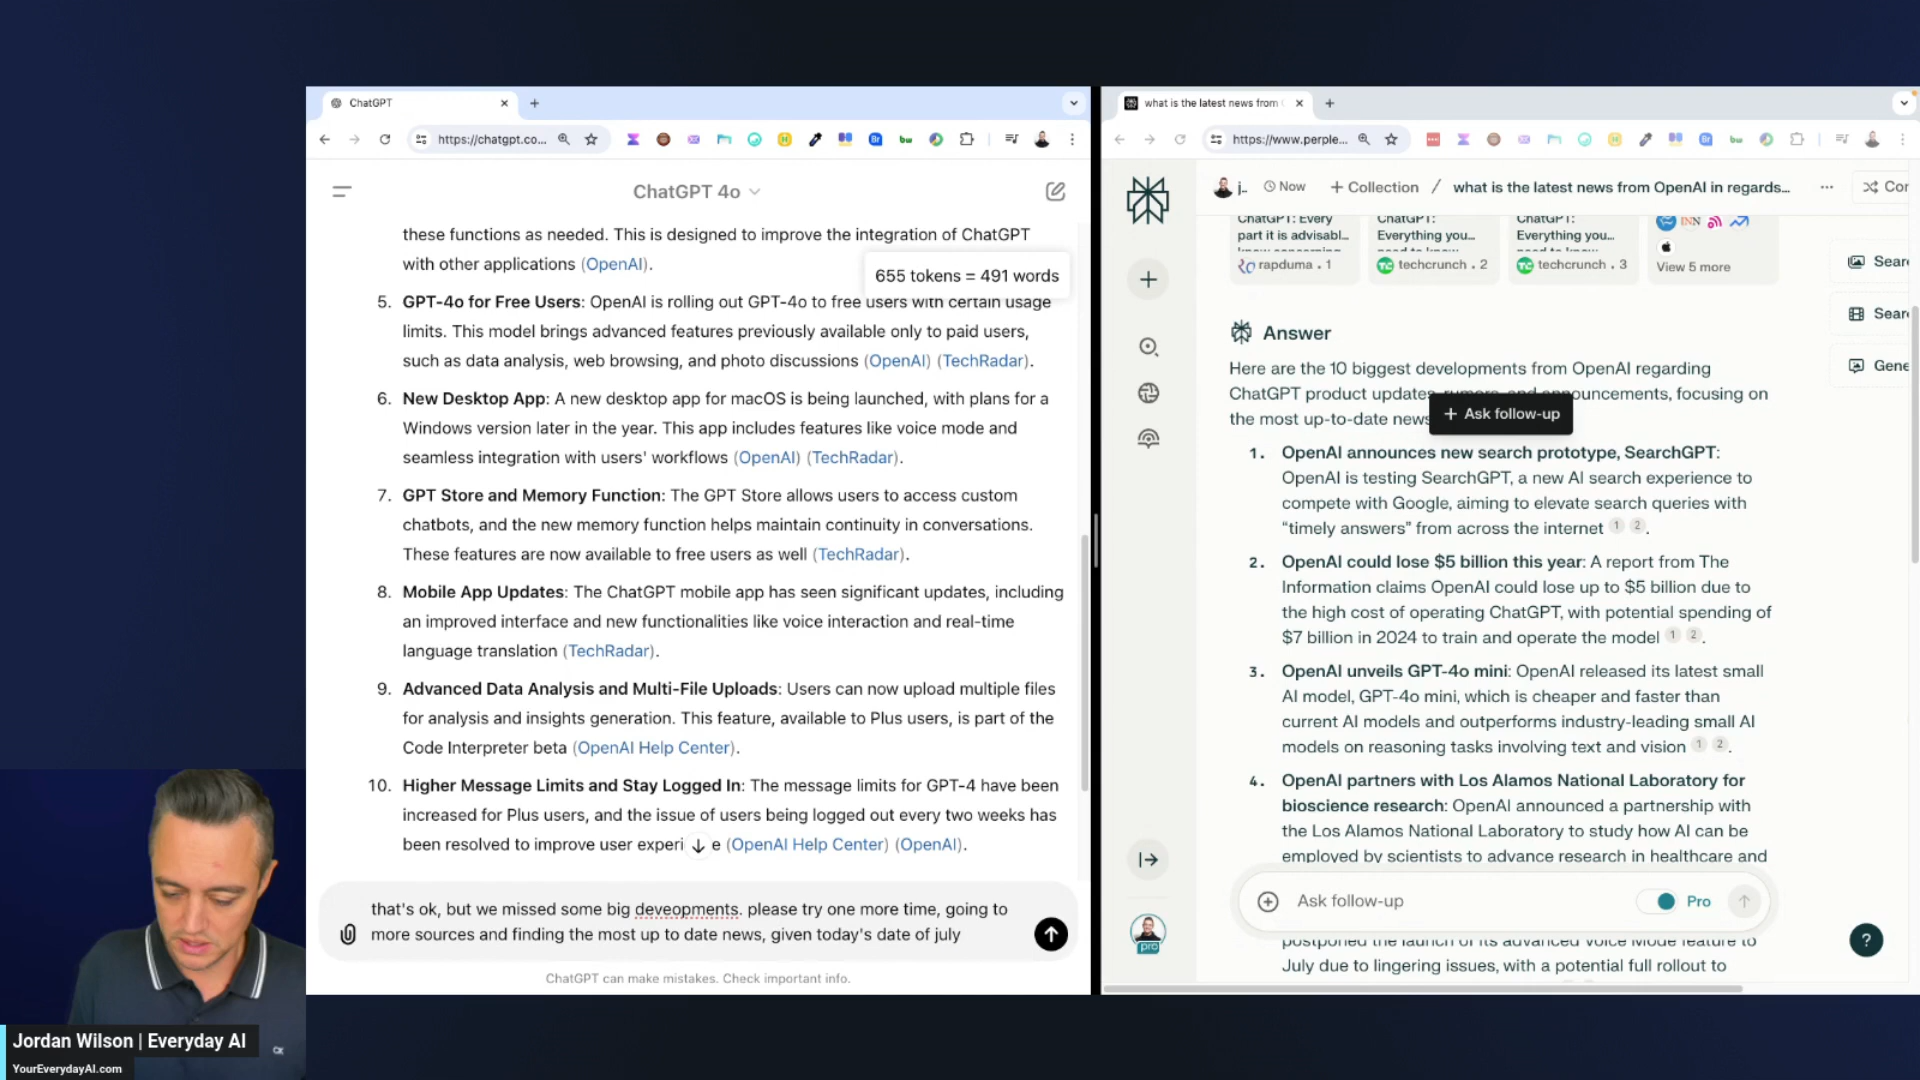 ChatGPT
https://chatgpt.co...
ChatGPT 4o
these functions as needed. This is designed to improve the integration of ChatGPT
with other applications (OpenAI).
655 tokens = 491 words
5. GPT-4o for Free Users: OpenAI is rolling out GPT-4o to free users with certain usage
limits. This model brings advanced features previously available only to paid users,
such as data analysis, web browsing, and photo discussions (OpenAI) (TechRadar).
6. New Desktop App: A new desktop app for macOS is being launched, with plans for a
Windows version later in the year. This app includes features like voice mode and
seamless integration with users' workflows (OpenAI) (TechRadar).
7. GPT Store and Memory Function: The GPT Store allows users to access custom
chatbots, and the new memory function helps maintain continuity in conversations.
These features are now available to free users as well (TechRadar).
8. Mobile App Updates: The ChatGPT mobile app has seen significant updates, including
an improved interface and new functionalities like voice interaction and real-time
language translation (TechRadar).
9. Advanced Data Analysis and Multi-File Uploads: Users can now upload multiple files
for analysis and insights generation. This feature, available to Plus users, is part of the
Code Interpreter beta (OpenAI Help Center).
10. Higher Message Limits and Stay Logged In: The message limits for GPT-4 have been
increased for Plus users, and the issue of users being logged out every two weeks has
been resolved to improve user experi e (OpenAI Help Center) (OpenAI).
that's ok, but we missed some big deveopments. please try one more time, going to
more sources and finding the most up to date news, given today's date of july
ChatGPT can make mistakes. Check important info.
what is the latest news from
https://www.perple...
j.. Now + Collection / what is the latest news from OpenAI in regards...
ChatGPT: Every
part it is advisabl...
rapduma . 1
ChatGPT:
Everything you...
techcrunch . 2
ChatGPT:
Everything you...
techcrunch . 3
View 5 more
Answer
Here are the 10 biggest developments from OpenAI regarding
ChatGPT product updates, rumors, and announcements, focusing on
the most up-to-date news
+ Ask follow-up
1. OpenAI announces new search prototype, SearchGPT:
OpenAI is testing SearchGPT, a new AI search experience to
compete with Google, aiming to elevate search queries with
“timely answers” from across the internet 1 2.
2. OpenAI could lose $5 billion this year: A report from The
Information claims OpenAI could lose up to $5 billion due to
the high cost of operating ChatGPT, with potential spending of
$7 billion in 2024 to train and operate the model 1 2.
3. OpenAI unveils GPT-4o mini: OpenAI released its latest small
AI model, GPT-4o mini, which is cheaper and faster than
current AI models and outperforms industry-leading small AI
models on reasoning tasks involving text and vision 1 2.
4. OpenAI partners with Los Alamos National Laboratory for
bioscience research: OpenAI announced a partnership with
the Los Alamos National Laboratory to study how AI can be
employed by scientists to advance research in healthcare and
Ask follow-up
Pro
postponed the launch of its advanced Voice Mode feature to
July due to lingering issues, with a potential full rollout to
pro
?
Jordan Wilson | Everyday AI
YourEverydayAI.com